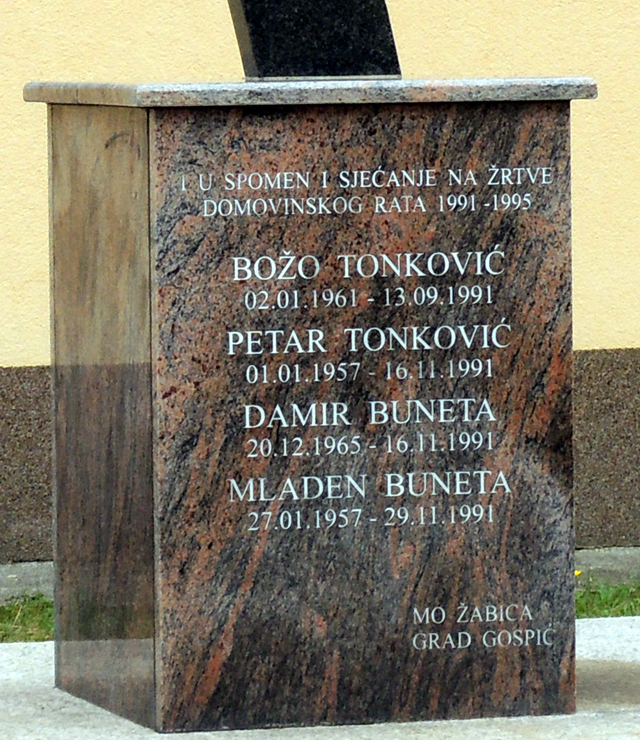 I U SPOMEN I SJEĆANJE NA ŽRTVE
DOMOVINSKOG RATA 1991 - 1995
BOŽO TONKOVIĆ
02.01.1961 - 13.09.1991
PETAR TONKOVIĆ
01.01.1957 - 16.11.1991
DAMIR BUNETA
20.12.1965 - 16.11.1991
MLADEN BUNETA
27.01.1957 - 29.11.1991
MO ŽABICA
GRAD GOSPIĆ